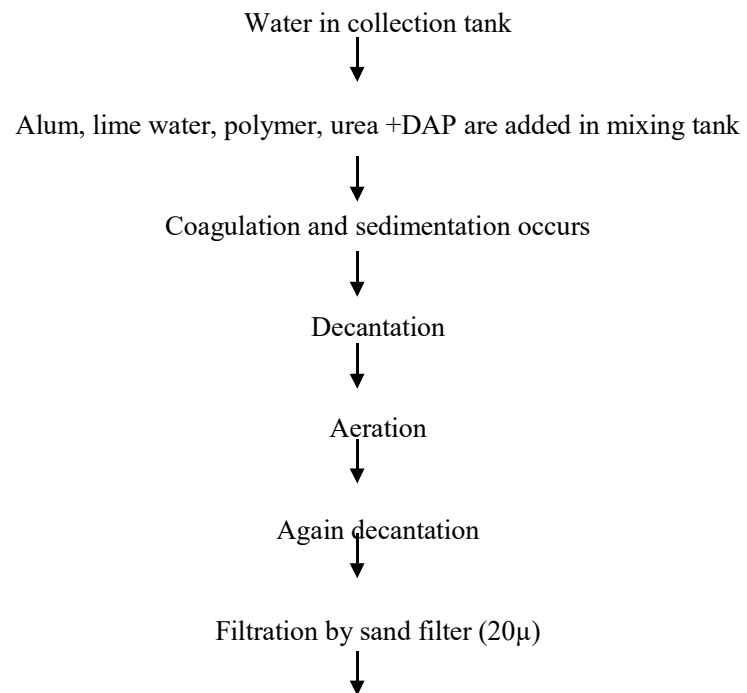 Water in collection tank
Alum, lime water, polymer, urea +DAP are added in mixing tank
Coagulation and sedimentation occurs
Decantation
Aeration
Again decantation
Filtration by sand filter (20µ)